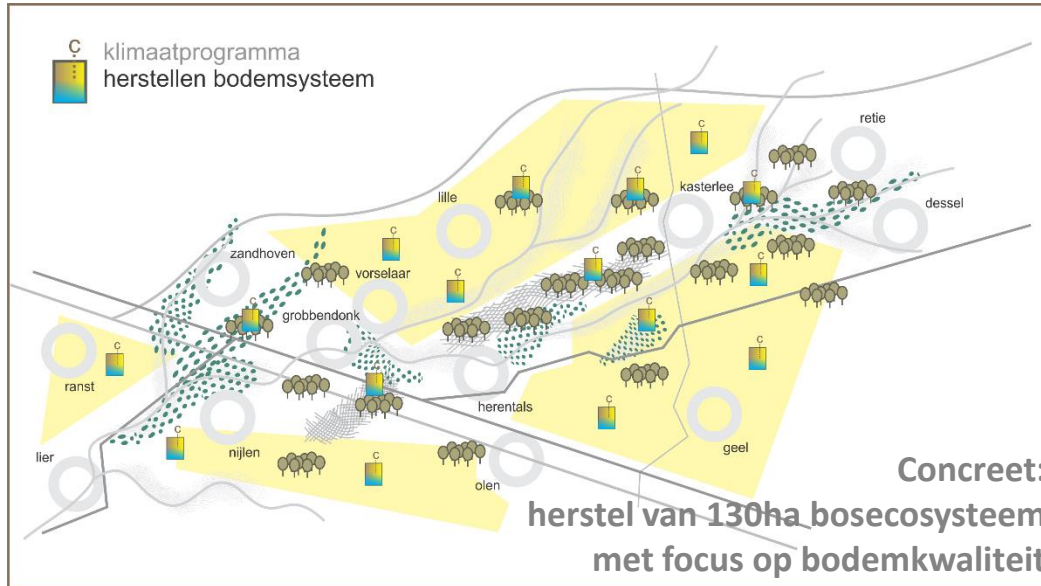 C
klimaatprogramma
herstellen bodemsysteem
retie
C
C
C
kasterlee
C
dessel
lille
zandhoven
C
vorselaar
C
C
C
C
grobbendonk
C
C
C
ranst
C
herentals
C
C
geel
lier
C
nijlen
C
olen
Concreet:
herstel van 130ha bosecosysteem
met focus op bodemkwaliteit